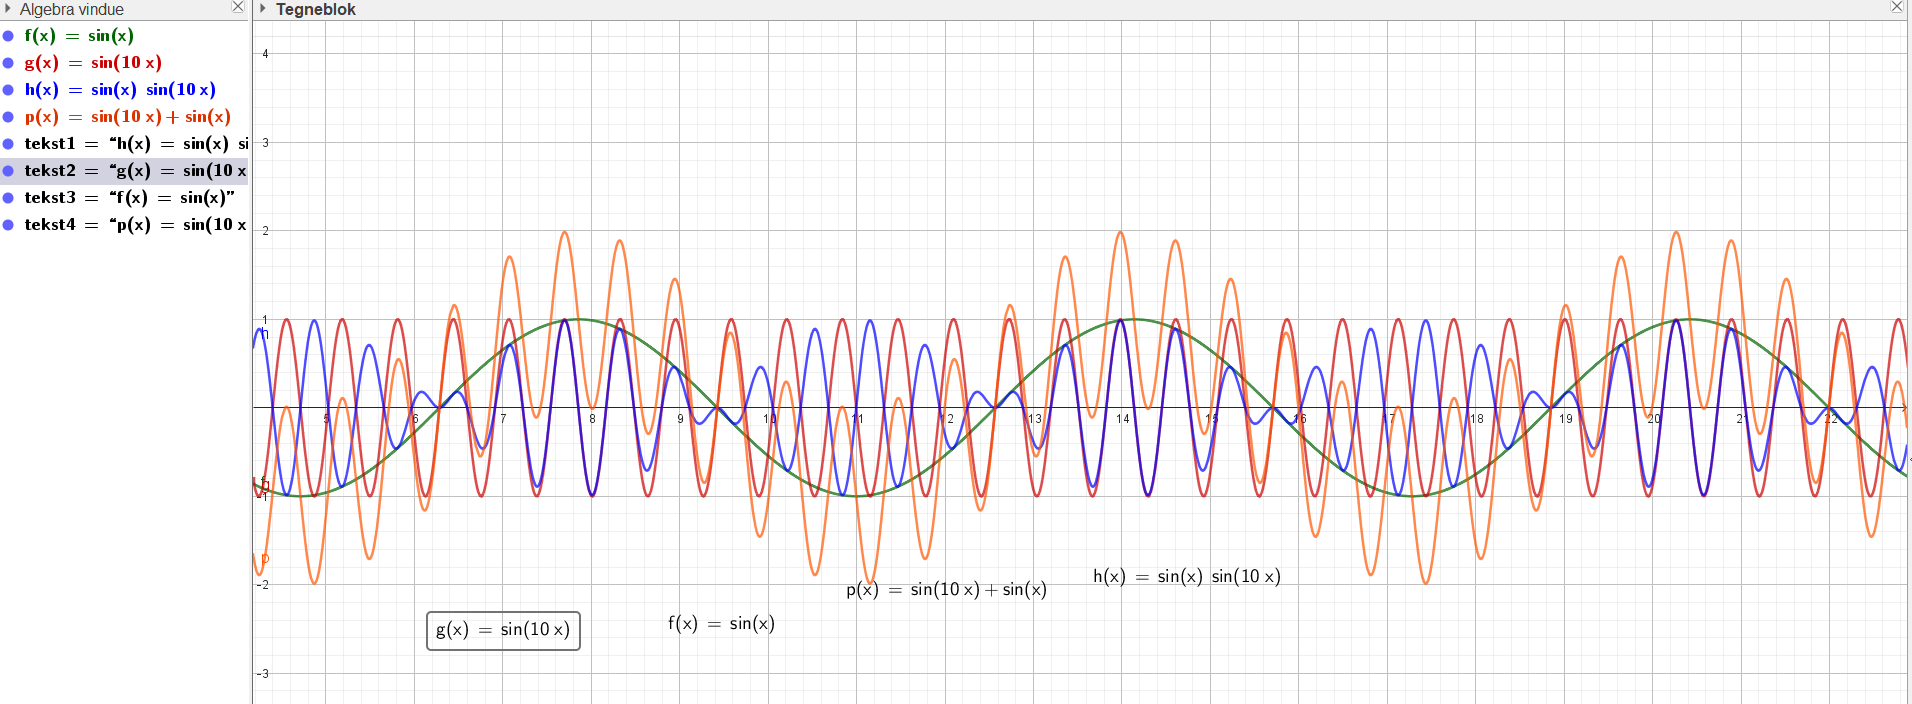 Algebra vindue
Tegneblok
f(x) = sin(x)
g(x) = sin(10 x)
h(x) = sin(x) sin(10 x)
p(x) = sin(10 x) + sin(x)
tekst1 = “h(x) = sin(x) si
tekst2 = “g(x) = sin(10 x
tekst3 = “f(x) = sin(x)”
tekst4 = “p(x) = sin(10 x
4
3
2
1
h
5 6 7 8 9 10 11 12 13 14 15 16 17 18 19 20 21 22
g
-1
p
-2
h(x) = sin(x) sin(10 x)
p(x) = sin(10 x) + sin(x)
f(x) = sin(x)
g(x) = sin(10 x)
-3